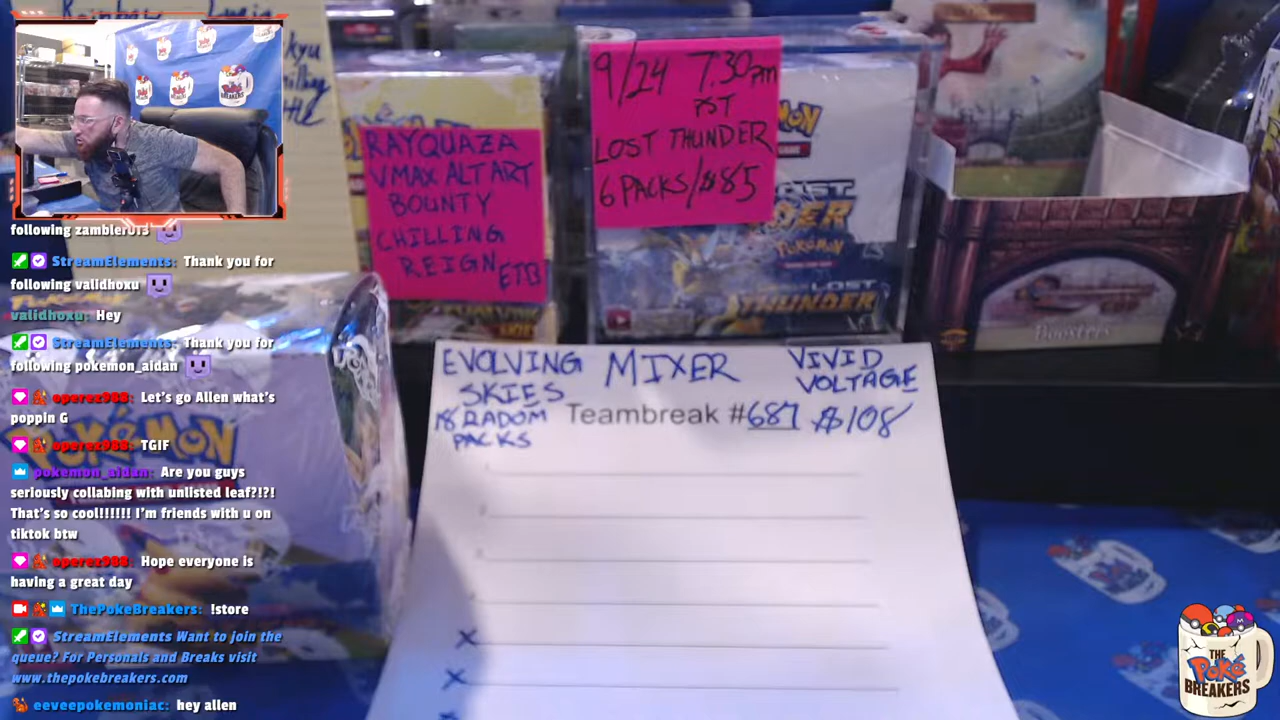 following zambler013
StreamElements: Thank you for
following validhoxu
validhoxu: Hey
StreamElements: Thank you for
following pokemon_aidan
operez988: Let's go Allen what's
poppin G
operez988: TGIF
pokemon_aidan: Are you guys
seriously collabing with unlisted leaf?!?!
That's so cool!!!!!! I'm friends with u on
tiktok btw
operez988: Hope everyone is
having a great day
ThePokeBreakers: !store
StreamElements Want to join the
queue? For Personals and Breaks visit
www.thepokebreakers.com
eeveepokemoniac: hey allen
RAYQUAZA
VMAX ALT ART
BOUNTY
CHILLING
REIGN ETB
9/24 7:30pm
PST
LOST THUNDER
6 PACKS/$85
POKéMON
LOST
THUNDER
Boosters
EVOLVING SKIES
MIXER
VIVID VOLTAGE
18 RADOM PACKS
Teambreak #687 $108
x
x
THE
Poké
BREAKERS